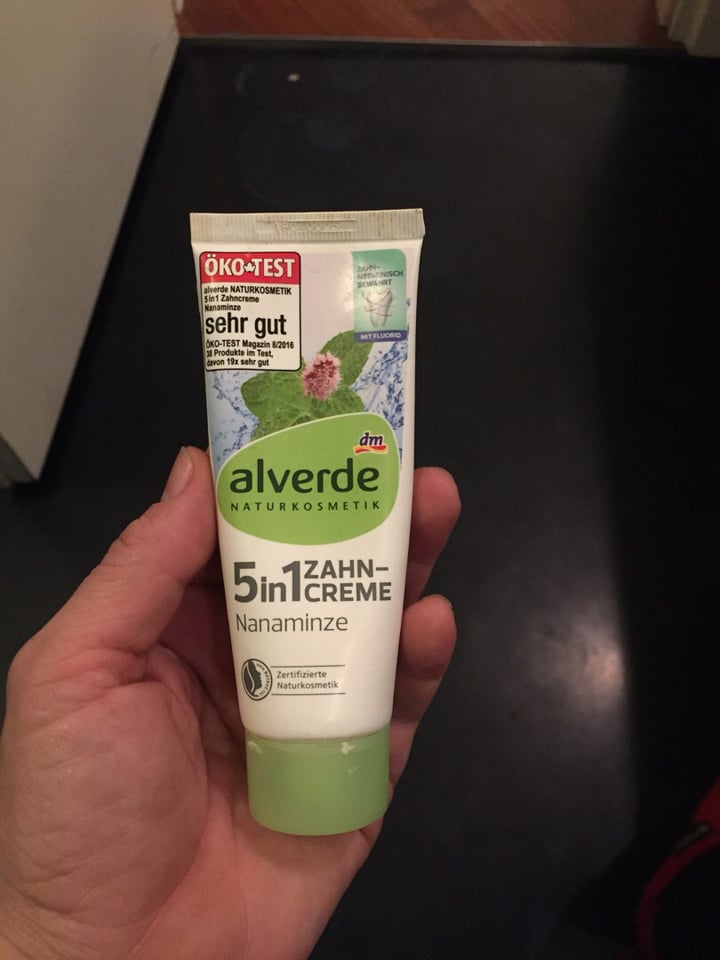 ÖKO-TEST
alverde NATURKOSMETIK
5 in 1 Zahncreme
Nanaminze
sehr gut
ÖKO-TEST Magazin 8/2016
38 Produkte im Test,
davon 19x sehr gut
ZAHN-
MEDIZINISCH
BEWÄHRT
MIT FLUORID
dm
alverde
NATURKOSMETIK
5in1 ZAHN-
CREME
Nanaminze
Zertifizierte
Naturkosmetik